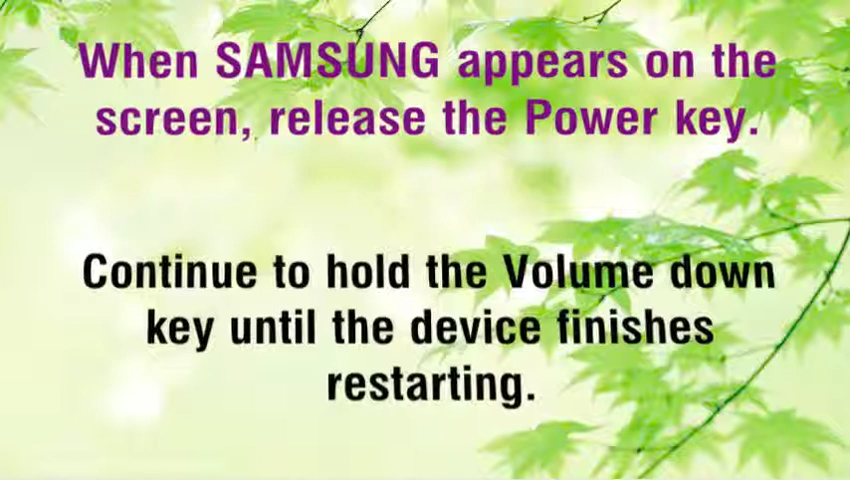 When SAMSUNG appears on the
screen, release the Power key.
Continue to hold the Volume down
key until the device finishes
restarting.